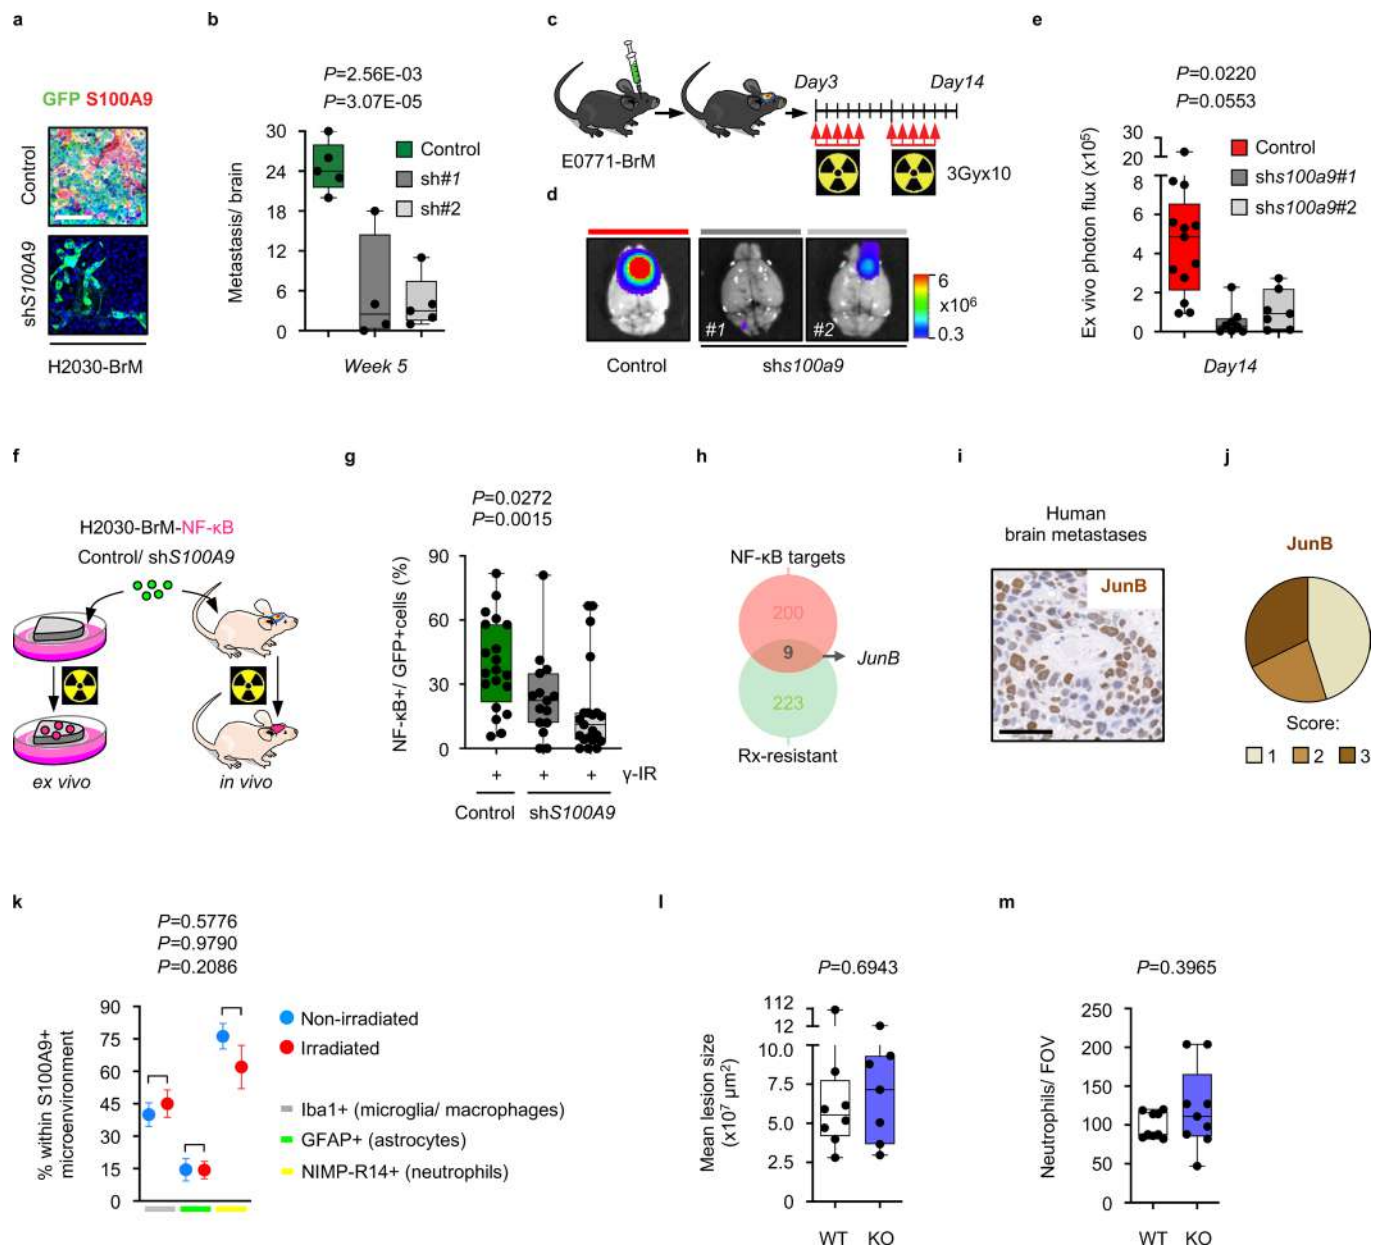 a
GFP S100A9
Control
shS100A9
H2030-BrM
b
P=2.56E-03
P=3.07E-05
Metastasis/ brain
30
24
18
12
6
0
Control
sh#1
sh#2
Week 5
c
Day3
Day14
E0771-BrM
3Gyx10
d
#1
#2
6
x10⁶
0.3
Control
shs100a9
e
P=0.0220
P=0.0553
Ex vivo photon flux (x10⁵)
30
20
8
6
4
2
0
Control
shs100a9#1
shs100a9#2
Day14
f
H2030-BrM-NF-κB
Control/ shS100A9
ex vivo
in vivo
g
P=0.0272
P=0.0015
NF-κB+/ GFP+cells (%)
90
60
30
0
+ + + γ-IR
Control shS100A9
h
NF-κB targets
200
9
JunB
223
Rx-resistant
i
Human
brain metastases
JunB
j
JunB
Score:
1 2 3
k
P=0.5776
P=0.9790
P=0.2086
% within S100A9+
microenvironment
90
75
60
45
30
15
0
Non-irradiated
Irradiated
Iba1+ (microglia/ macrophages)
GFAP+ (astrocytes)
NIMP-R14+ (neutrophils)
l
P=0.6943
Mean lesion size
(x10⁷ µm²)
112
12
10.0
7.5
5.0
2.5
0
WT KO
m
P=0.3965
Neutrophils/ FOV
250
200
150
100
50
0
WT KO